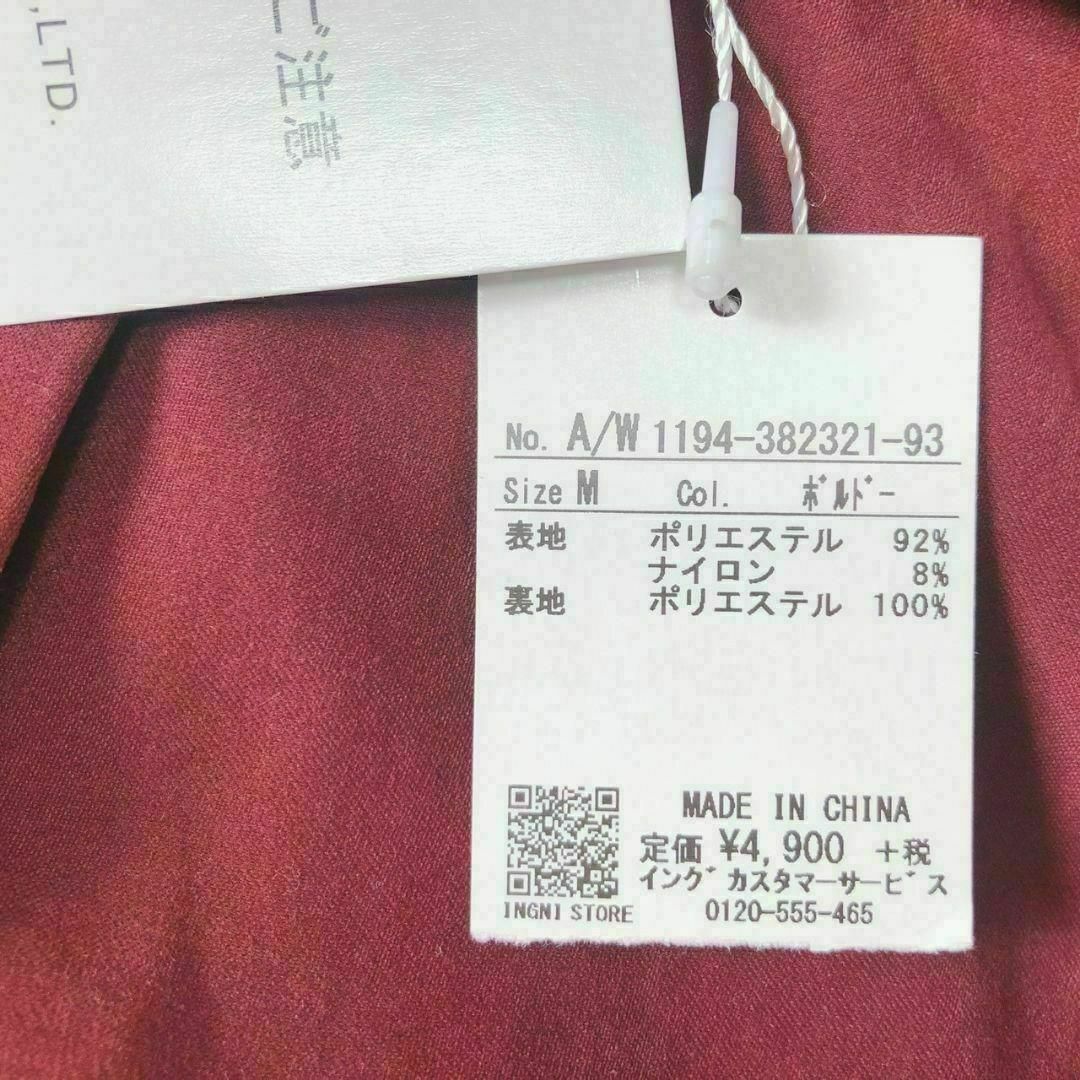 ,LTD.
ご注意
No. A/W 1194-382321-93
Size M Col. ﾎﾞﾙﾄﾞｰ
表地 ポリエステル 92%
ナイロン 8%
裏地 ポリエステル 100%
MADE IN CHINA
定価 ¥4,900 +税
イングﾞ カスタマーサービﾞス
INGNI STORE 0120-555-465